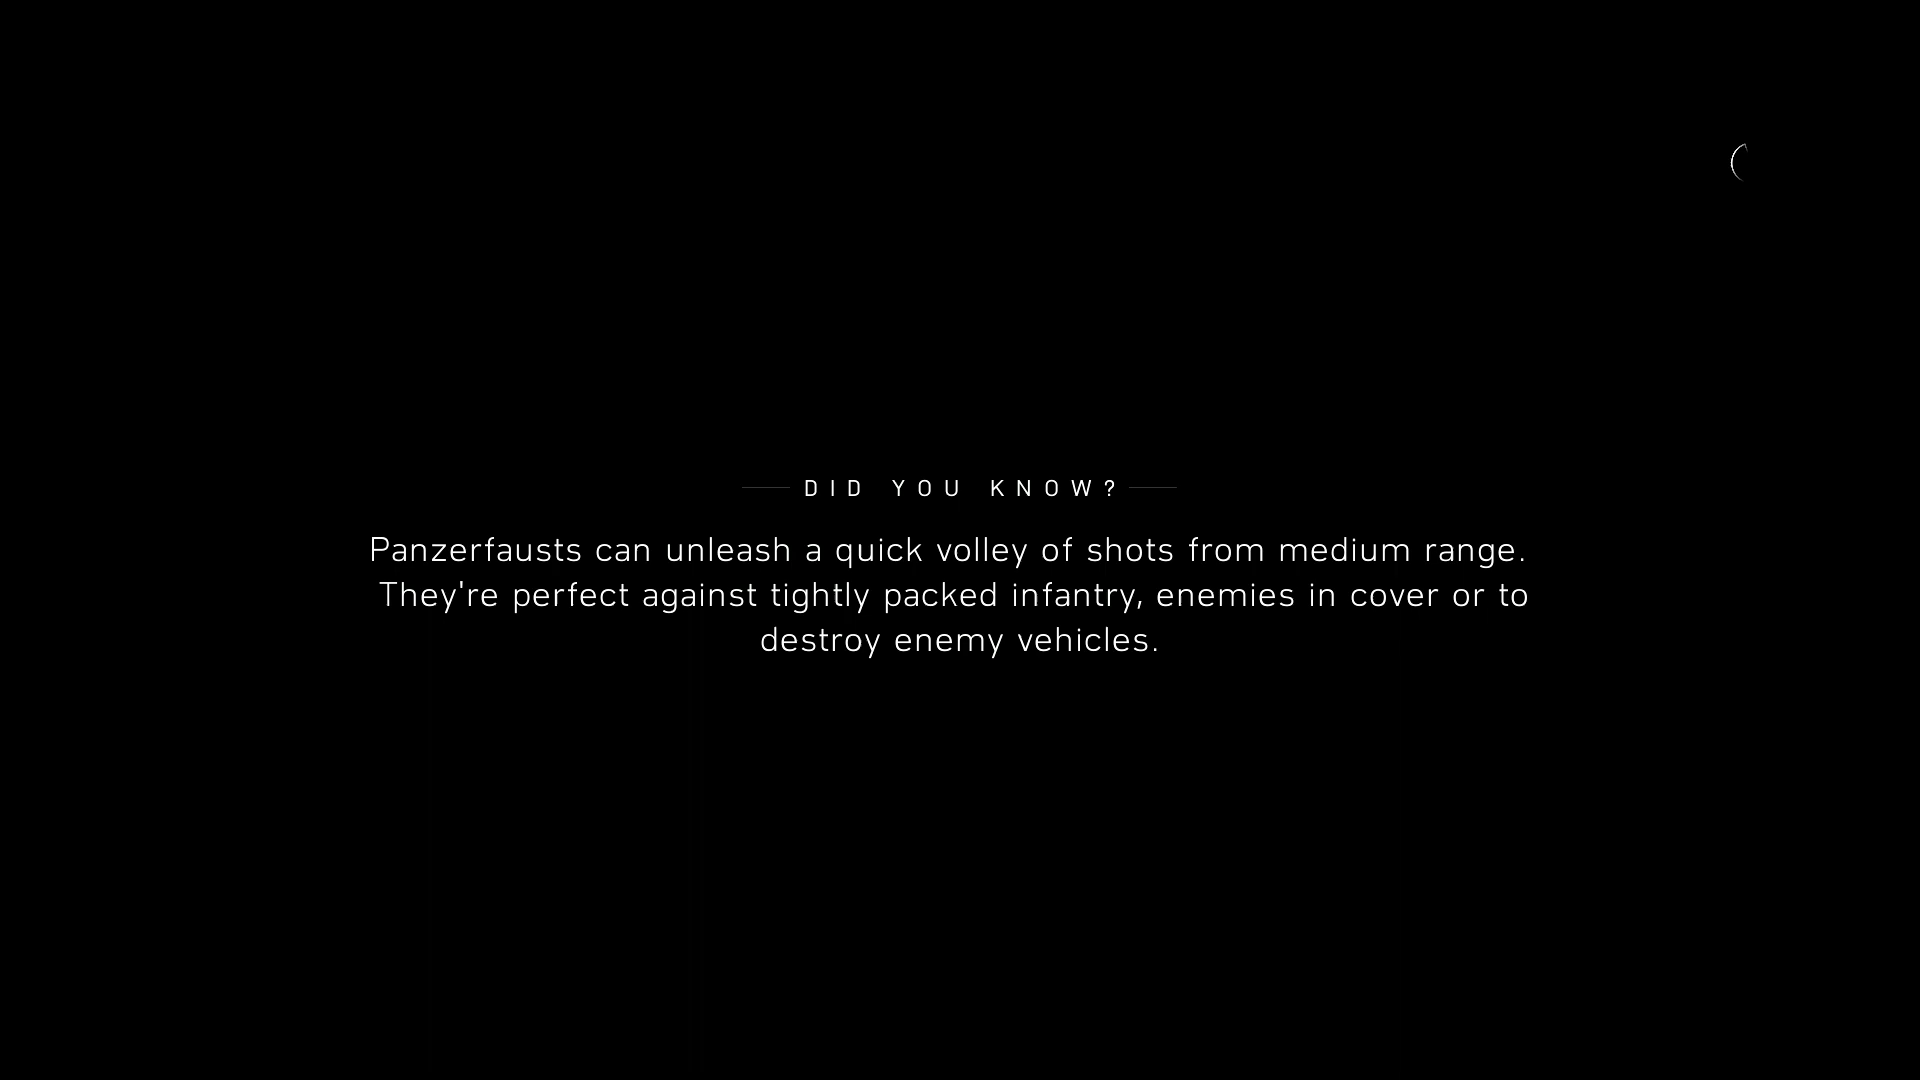 DID YOU KNOW?
Panzerfausts can unleash a quick volley of shots from medium range.
They're perfect against tightly packed infantry, enemies in cover or to
destroy enemy vehicles.